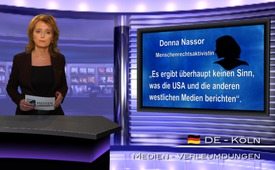 Donna Nassor
Menschenrechtsaktivistin
„Es ergibt überhaupt keinen Sinn,
was die USA und die anderen
westlichen Medien berichten“.
DE - KÖLN
MEDIEN - VERLEUMDUNGEN